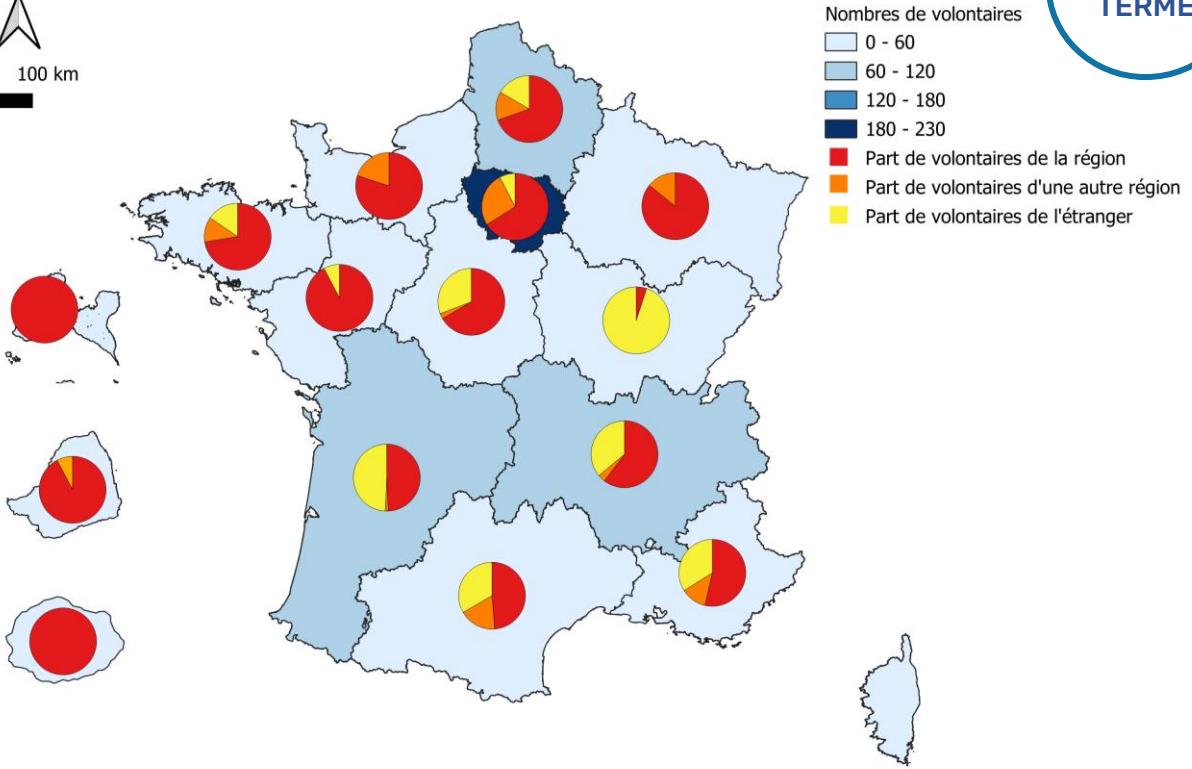 100 km
Nombres de volontaires
0 - 60
60 - 120
120 - 180
180 - 230
Part de volontaires de la région
Part de volontaires d'une autre région
Part de volontaires de l'étranger
TERME